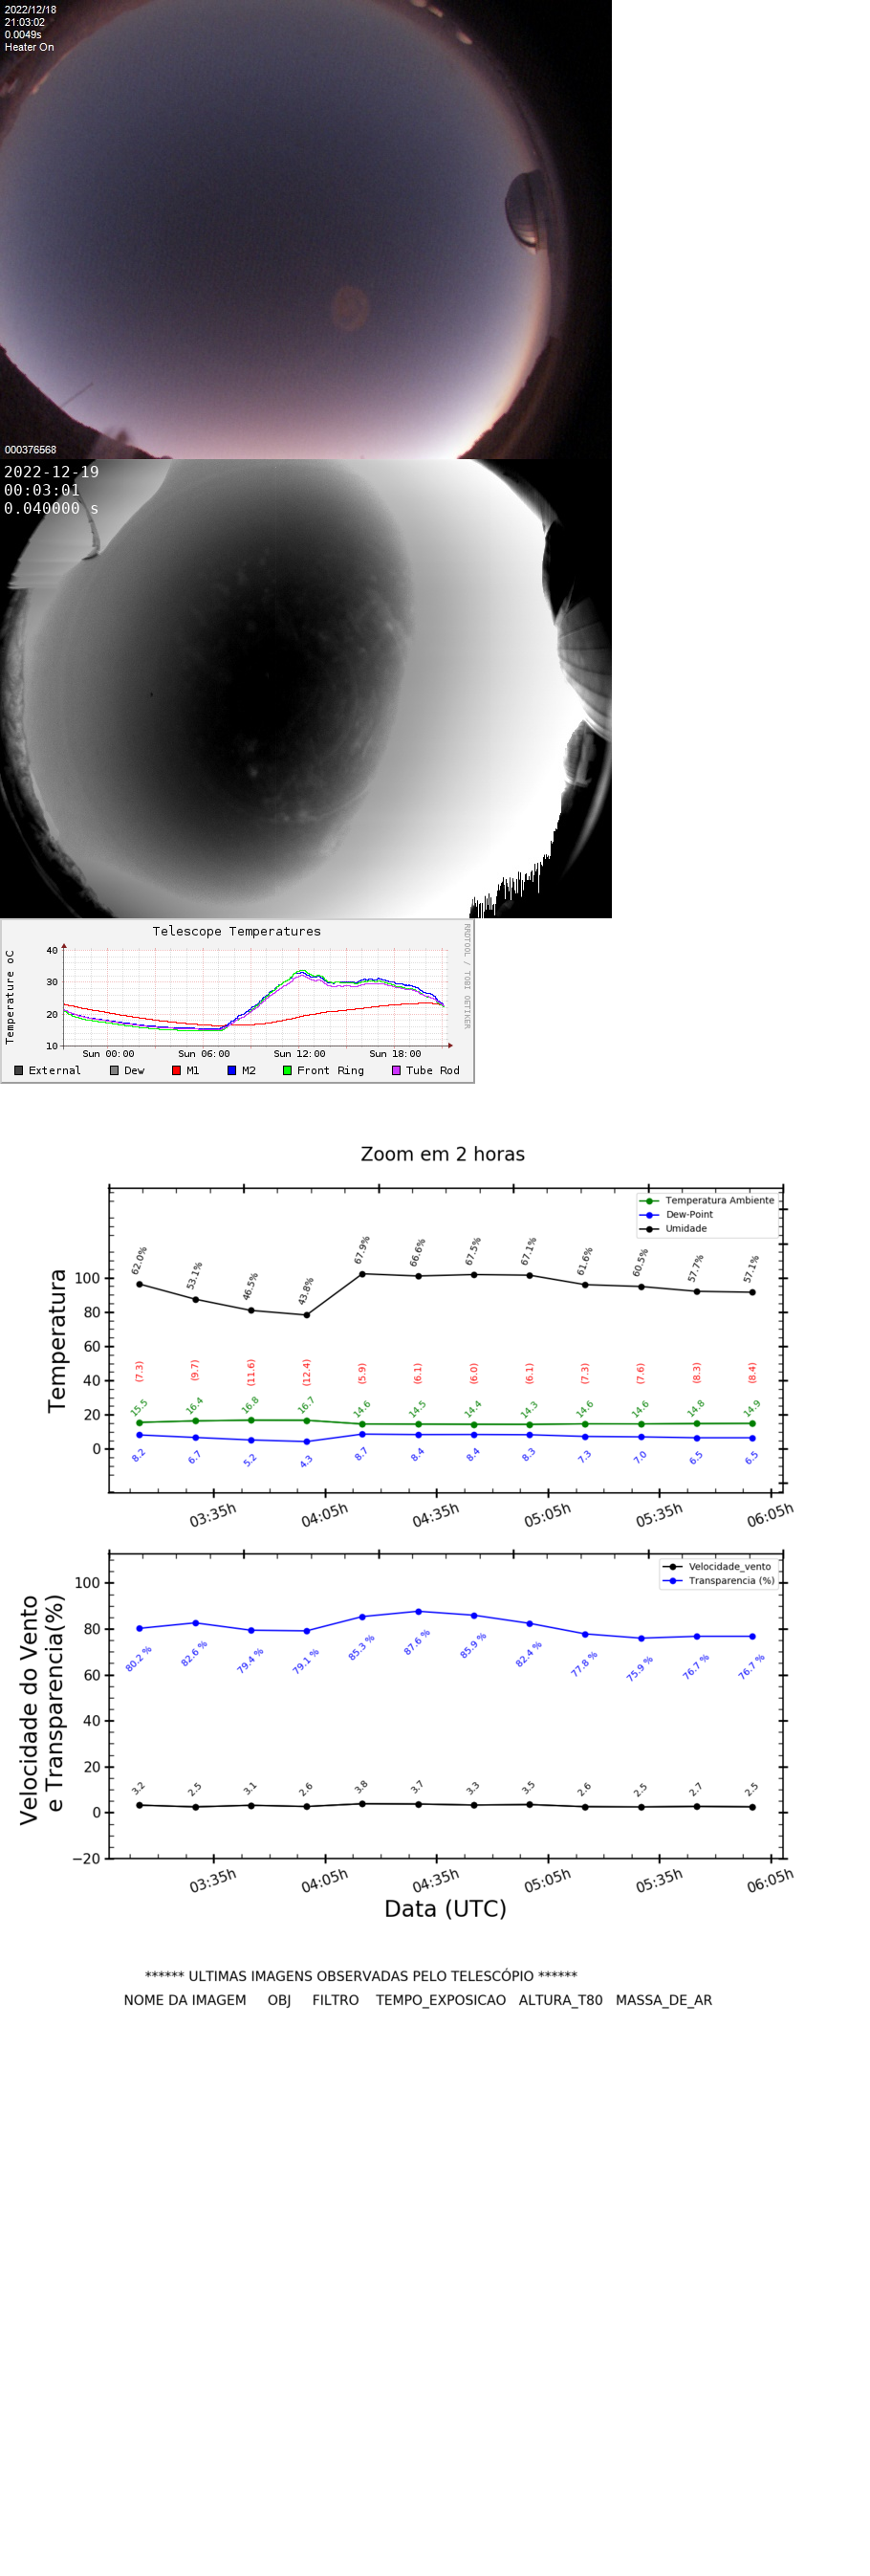 2022/12/18
21:03:02
0.0049s
Heater On
000376568
2022-12-19
00:03:01
0.040000 s
Telescope Temperatures
RRDTOOL / TOBI OETIKER
Temperature oC
40
30
20
10
Sun 00:00 Sun 06:00 Sun 12:00 Sun 18:00
External Dew M1 M2 Front Ring Tube Rod
Zoom em 2 horas
Temperatura Ambiente
Dew-Point
Umidade
Temperatura
100
80
60
40
20
0
62.0% 53.1% 46.5% 43.8% 67.9% 66.6% 67.5% 67.1% 61.6% 60.5% 57.7% 57.1%
(7.3) (9.7) (11.6) (12.4) (5.9) (6.1) (6.0) (6.1) (7.3) (7.6) (8.3) (8.4)
15.5 16.4 16.8 16.7 14.6 14.5 14.4 14.3 14.6 14.6 14.8 14.9
8.2 6.7 5.2 4.3 8.7 8.4 8.4 8.3 7.3 7.0 6.5 6.5
03:35h 04:05h 04:35h 05:05h 05:35h 06:05h
Velocidade_vento
Transparencia (%)
Velocidade do Vento
e Transparencia(%)
100
80
60
40
20
0
−20
80.2 % 82.6 % 79.4 % 79.1 % 85.3 % 87.6 % 85.9 % 82.4 % 77.8 % 75.9 % 76.7 % 76.7 %
3.2 2.5 3.1 2.6 3.8 3.7 3.3 3.5 2.6 2.5 2.7 2.5
03:35h 04:05h 04:35h 05:05h 05:35h 06:05h
Data (UTC)
****** ULTIMAS IMAGENS OBSERVADAS PELO TELESCÓPIO ******
NOME DA IMAGEM OBJ FILTRO TEMPO_EXPOSICAO ALTURA_T80 MASSA_DE_AR